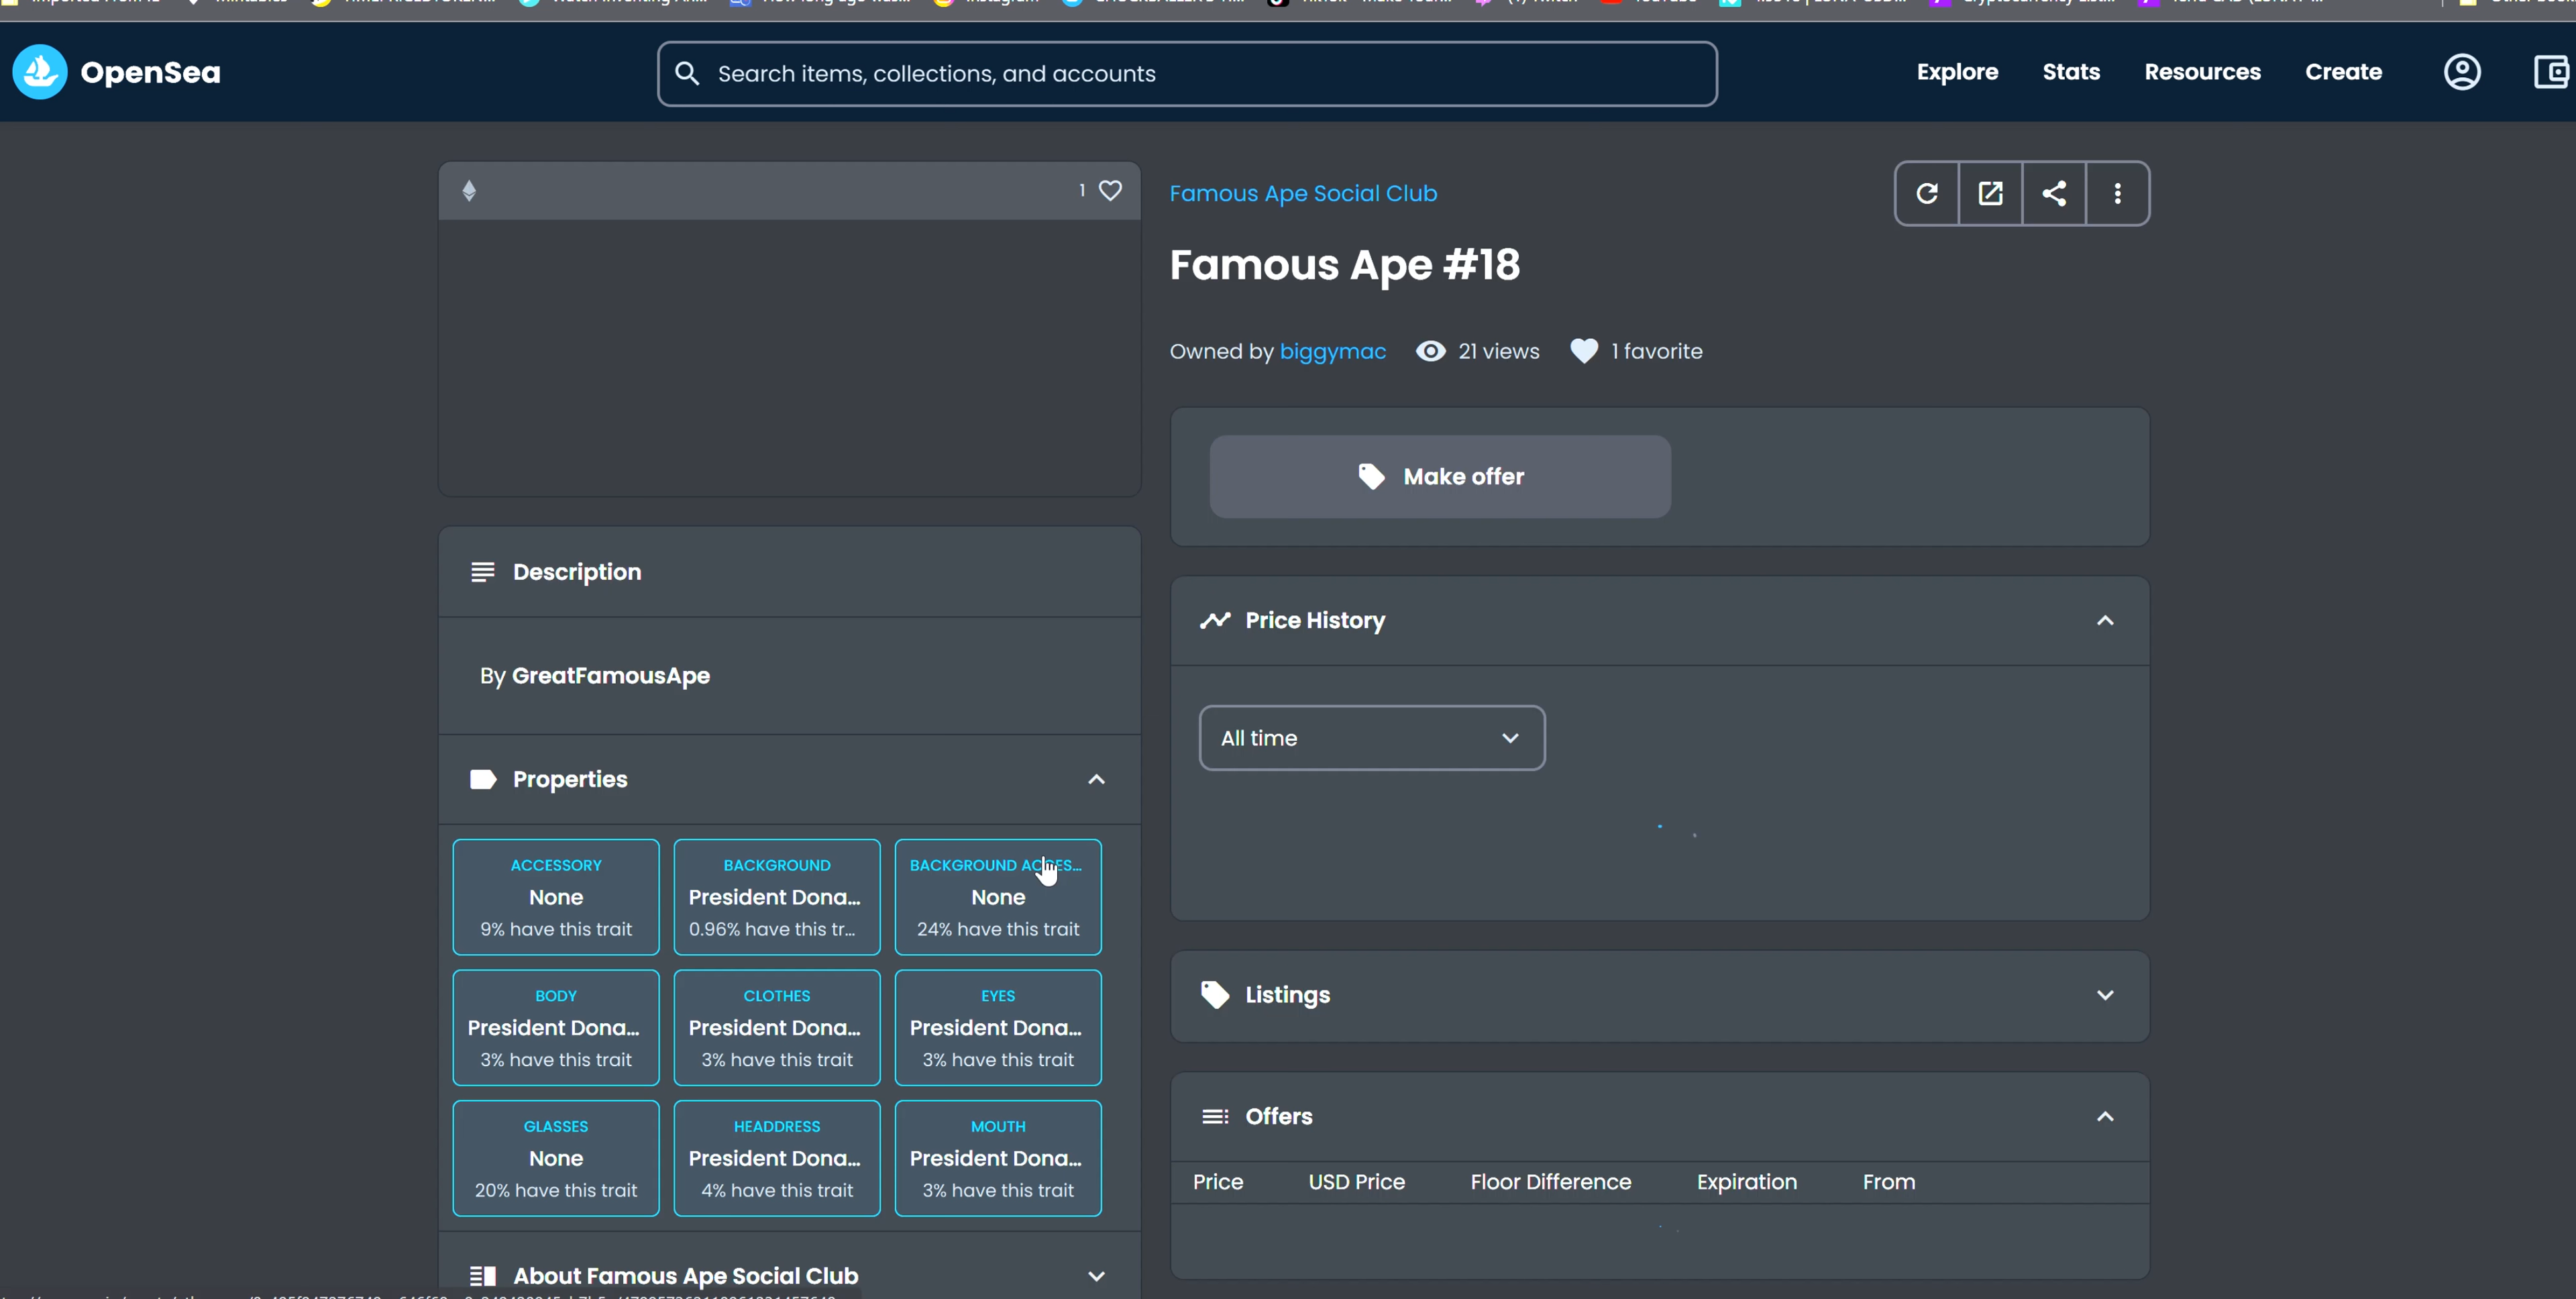 OpenSea
Search items, collections, and accounts
Explore
Stats
Resources
Create
1
Famous Ape Social Club
Famous Ape #18
Owned by biggymac
21 views
1 favorite
Make offer
Description
By GreatFamousApe
Properties
ACCESSORY
None
9% have this trait
BACKGROUND
President Dona...
0.96% have this tr...
BACKGROUND
None
24% have this trait
BODY
President Dona...
3% have this trait
CLOTHES
President Dona...
3% have this trait
EYES
President Dona...
3% have this trait
GLASSES
None
20% have this trait
HEADDRESS
President Dona...
4% have this trait
MOUTH
President Dona...
3% have this trait
About Famous Ape Social Club
Price History
All time
Listings
Offers
Price
USD Price
Floor Difference
Expiration
From